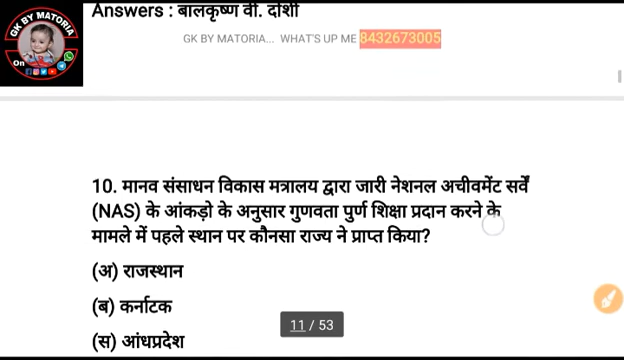 Answers : बालकृष्ण वी. दोशी
GK BY MATORIA... WHAT'S UP ME 8432673005
GK BY MATORIA
On
10. मानव संसाधन विकास मत्रालय द्वारा जारी नेशनल अचीवमेंट सर्वें
(NAS) के आंकड़ो के अनुसार गुणवता पुर्ण शिक्षा प्रदान करने के
मामले में पहले स्थान पर कौनसा राज्य ने प्राप्त किया?
(अ) राजस्थान
(ब) कर्नाटक
(स) आंधप्रदेश
11 / 53